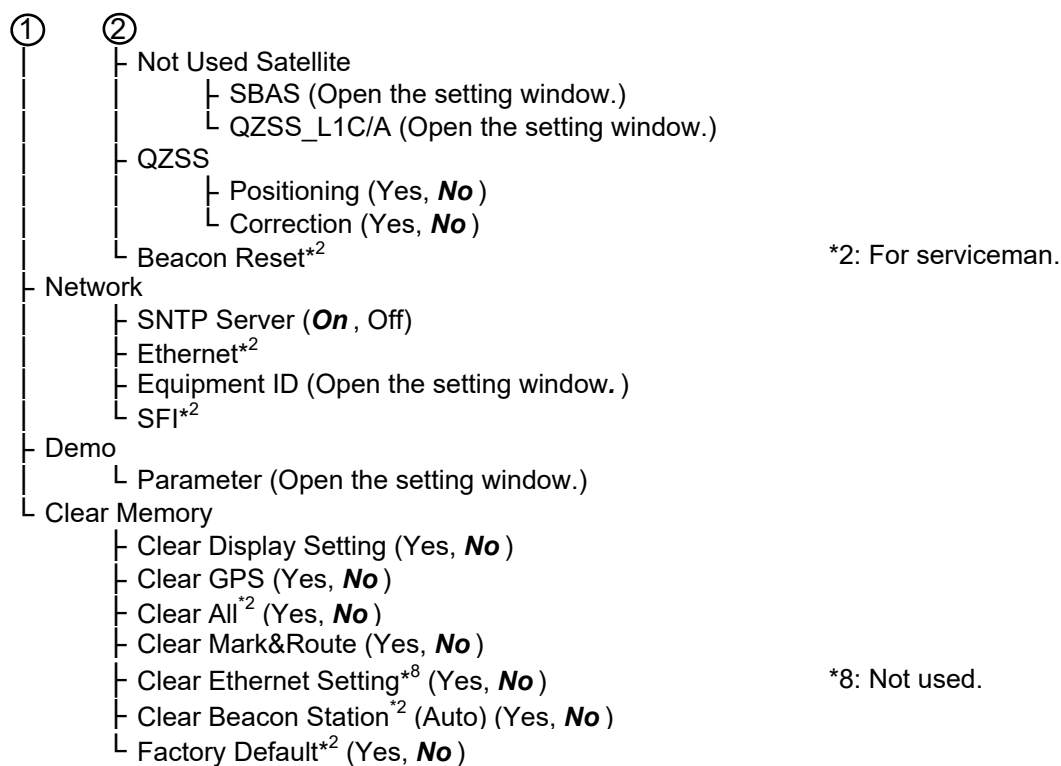 ① ②
Not Used Satellite
SBAS (Open the setting window.)
QZSS_L1C/A (Open the setting window.)
QZSS
Positioning (Yes, No)
Correction (Yes, No)
Beacon Reset*2 *2: For serviceman.
Network
SNTP Server (On, Off)
Ethernet*2
Equipment ID (Open the setting window.)
SFI*2
Demo
Parameter (Open the setting window.)
Clear Memory
Clear Display Setting (Yes, No)
Clear GPS (Yes, No)
Clear All*2 (Yes, No)
Clear Mark&Route (Yes, No)
Clear Ethernet Setting*8 (Yes, No) *8: Not used.
Clear Beacon Station*2 (Auto) (Yes, No)
Factory Default*2 (Yes, No)